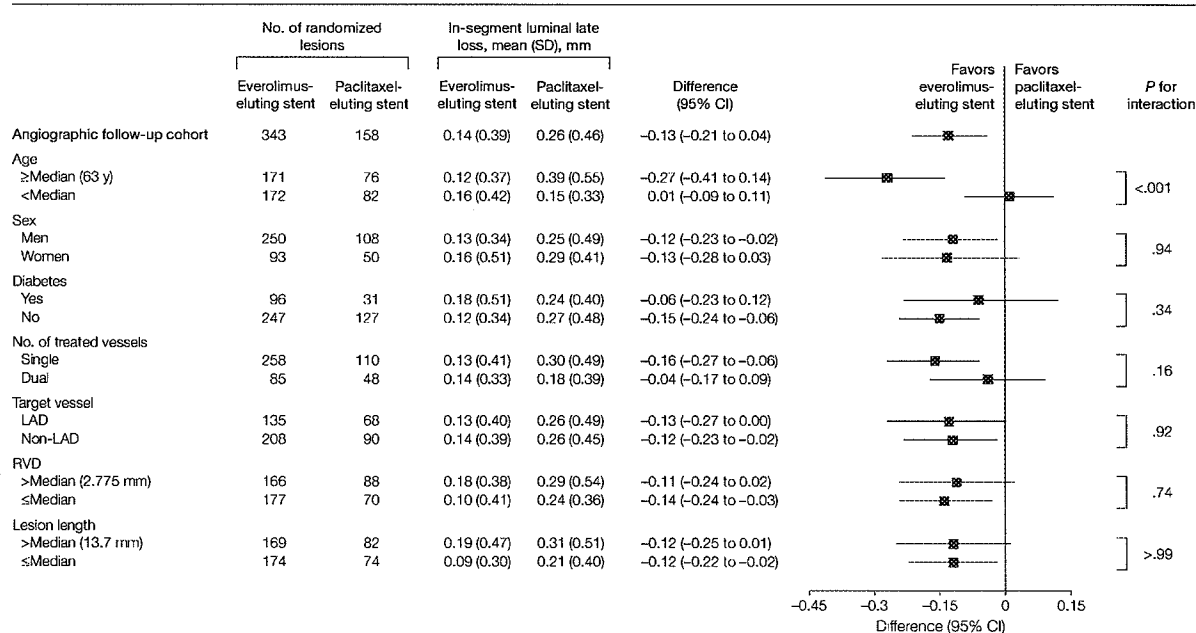 No. of randomized lesions In-segment luminal late loss, mean (SD), mm
Everolimus-eluting stent Paclitaxel-eluting stent Everolimus-eluting stent Paclitaxel-eluting stent Difference (95% CI) Favors everolimus-eluting stent Favors paclitaxel-eluting stent P for interaction
Angiographic follow-up cohort 343 158 0.14 (0.39) 0.26 (0.46) −0.13 (−0.21 to 0.04)
Age
≥Median (63 y) 171 76 0.12 (0.37) 0.39 (0.55) −0.27 (−0.41 to 0.14)
<.001
<Median 172 82 0.16 (0.42) 0.15 (0.33) 0.01 (−0.09 to 0.11)
Sex
Men 250 108 0.13 (0.34) 0.25 (0.49) −0.12 (−0.23 to −0.02)
.94
Women 93 50 0.16 (0.51) 0.29 (0.41) −0.13 (−0.28 to 0.03)
Diabetes
Yes 96 31 0.18 (0.51) 0.24 (0.40) −0.06 (−0.23 to 0.12)
.34
No 247 127 0.12 (0.34) 0.27 (0.48) −0.15 (−0.24 to −0.06)
No. of treated vessels
Single 258 110 0.13 (0.41) 0.30 (0.49) −0.16 (−0.27 to −0.06)
.16
Dual 85 48 0.14 (0.33) 0.18 (0.39) −0.04 (−0.17 to 0.09)
Target vessel
LAD 135 68 0.13 (0.40) 0.26 (0.49) −0.13 (−0.27 to 0.00)
.92
Non-LAD 208 90 0.14 (0.39) 0.26 (0.45) −0.12 (−0.23 to −0.02)
RVD
>Median (2.775 mm) 166 88 0.18 (0.38) 0.29 (0.54) −0.11 (−0.24 to 0.02)
.74
≤Median 177 70 0.10 (0.41) 0.24 (0.36) −0.14 (−0.24 to −0.03)
Lesion length
>Median (13.7 mm) 169 82 0.19 (0.47) 0.31 (0.51) −0.12 (−0.25 to 0.01)
>.99
≤Median 174 74 0.09 (0.30) 0.21 (0.40) −0.12 (−0.22 to −0.02)
−0.45 −0.3 −0.15 0 0.15
Difference (95% CI)